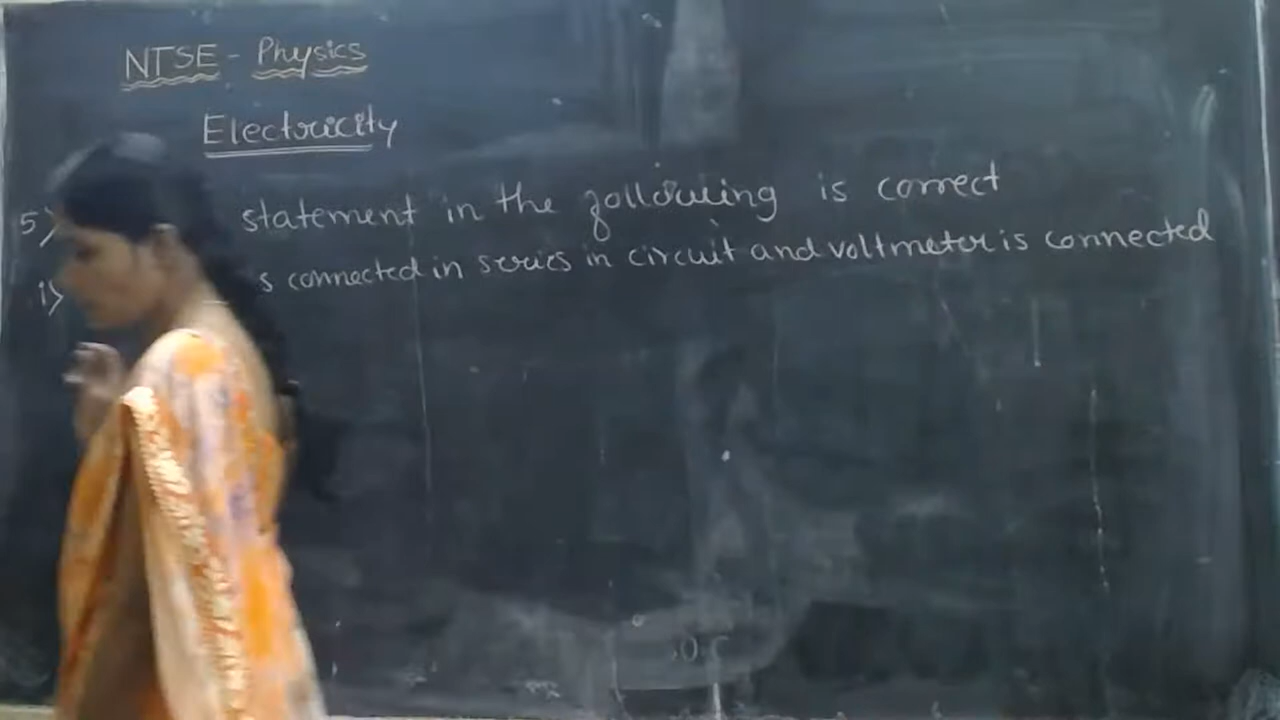 NTSE - Physics
Electricity
5) statement in the following is correct
1) s connected in series in circuit and voltmeter is connected